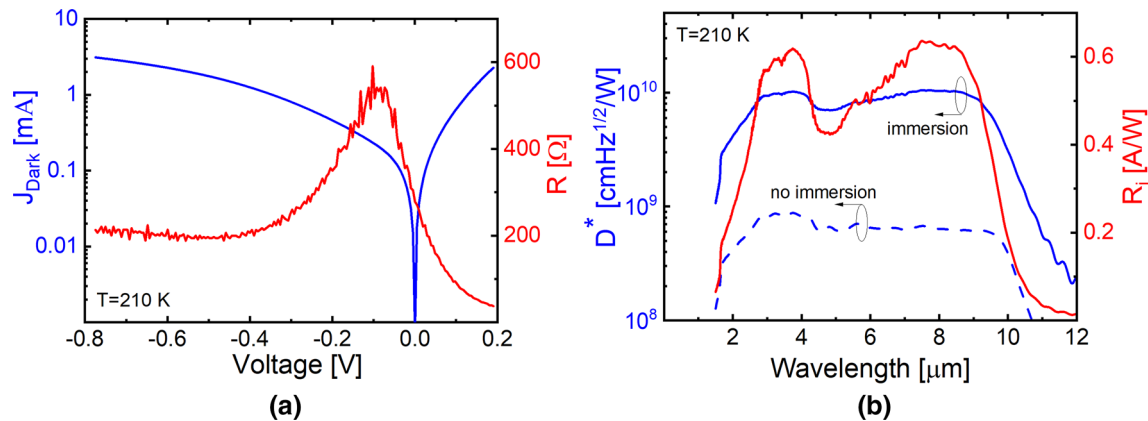 10
1
0.1
0.01
J_Dark [mA]
600
400
200
R [Ω]
T=210 K
-0.8 -0.6 -0.4 -0.2 0.0 0.2
Voltage [V]
(a)
T=210 K
10^10
10^9
10^8
D* [cmHz^1/2/W]
immersion
no immersion
0.6
0.4
0.2
R_i [A/W]
2 4 6 8 10 12
Wavelength [μm]
(b)